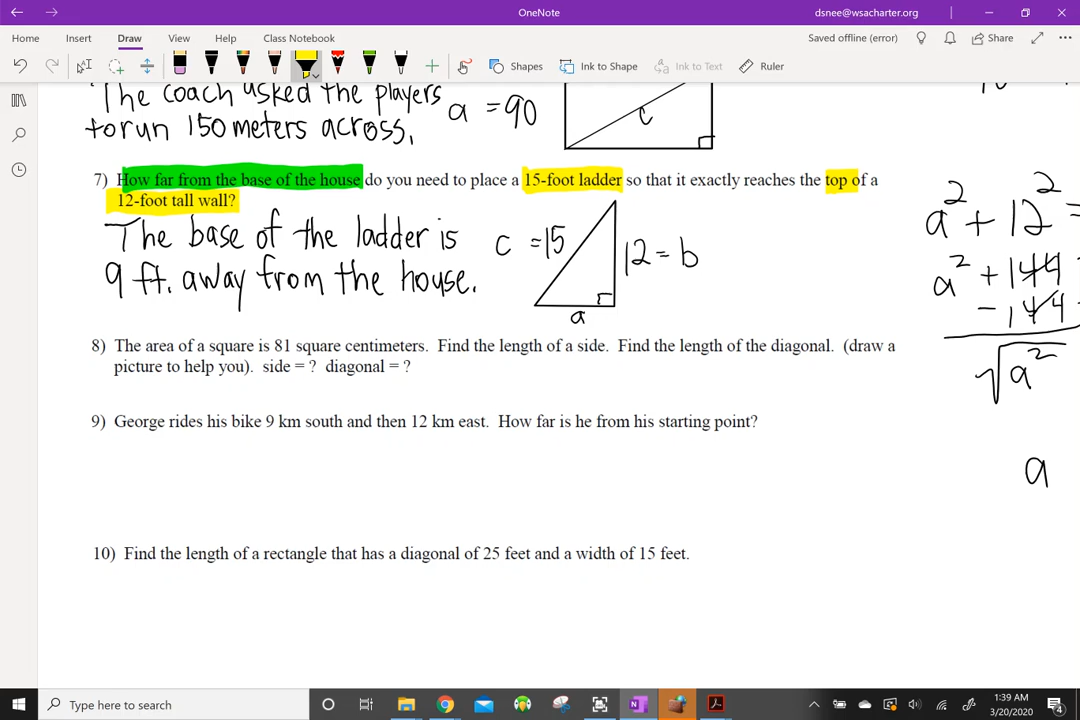 OneNote
dsnee@wsacharter.org
Home Insert Draw View Help Class Notebook
Saved offline (error)
Share
Shapes
Ink to Shape
Ink to Text
Ruler
The coach asked the players
to run 150 meters across.
a = 90
c
7) How far from the base of the house do you need to place a 15-foot ladder so that it exactly reaches the top of a
12-foot tall wall?
The base of the ladder is
9 ft. away from the house.
c = 15
12 = b
a
a² + 12² =
a² + 144
- 144
√a²
a
8) The area of a square is 81 square centimeters. Find the length of a side. Find the length of the diagonal. (draw a
picture to help you). side = ? diagonal = ?
9) George rides his bike 9 km south and then 12 km east. How far is he from his starting point?
10) Find the length of a rectangle that has a diagonal of 25 feet and a width of 15 feet.
Type here to search
1:39 AM
3/20/2020
4